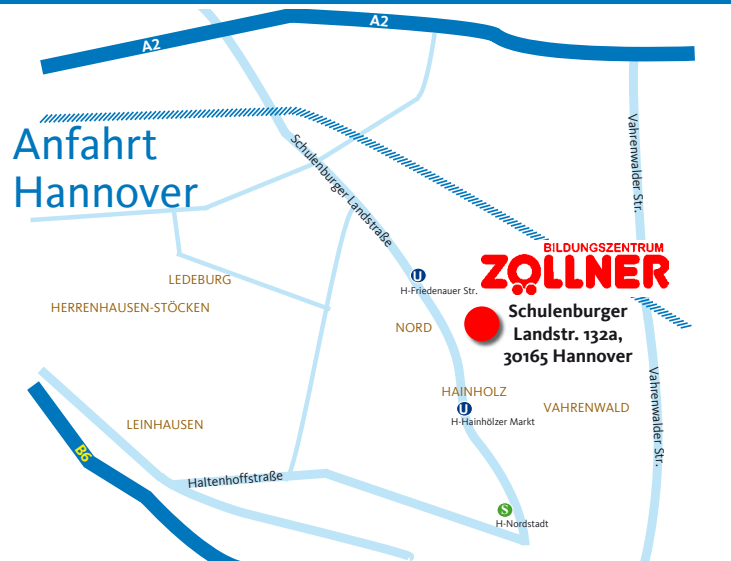 A2
A2
Anfahrt
Hannover
Schulenburger Landstraße
Vahrenwalder Str.
BILDUNGSZENTRUM
ZÖLLNER
Schulenburger
Landstr. 132a,
30165 Hannover
U
H-Friedenauer Str.
LEDEBURG
HERRENHAUSEN-STÖCKEN
NORD
HAINHOLZ
U
H-Hainhölzer Markt
VAHRENWALD
Vahrenwalder Str.
LEINHAUSEN
B6
Haltenhoffstraße
S
H-Nordstadt